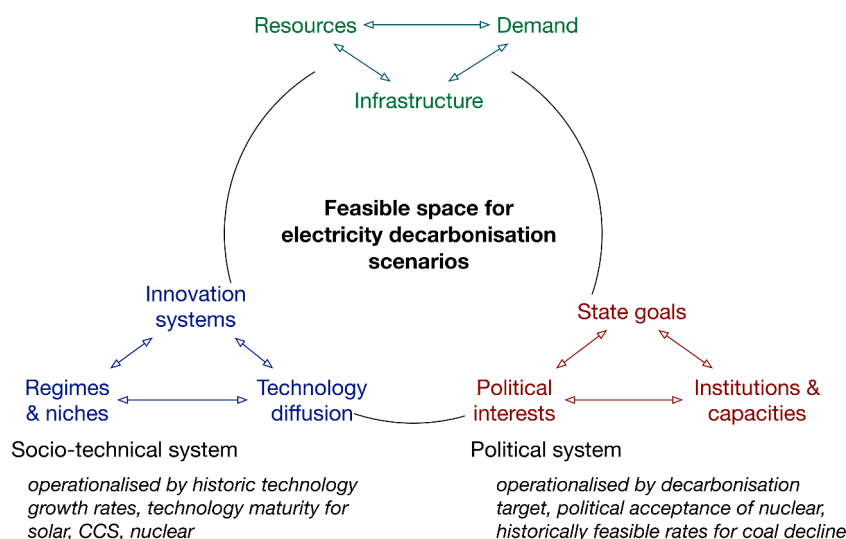 Resources
Demand
Infrastructure
Feasible space for
electricity decarbonisation
scenarios
Innovation
systems
Regimes
& niches
Technology
diffusion
Socio-technical system
operationalised by historic technology
growth rates, technology maturity for
solar, CCS, nuclear
State goals
Political
interests
Institutions &
capacities
Political system
operationalised by decarbonisation
target, political acceptance of nuclear,
historically feasible rates for coal decline